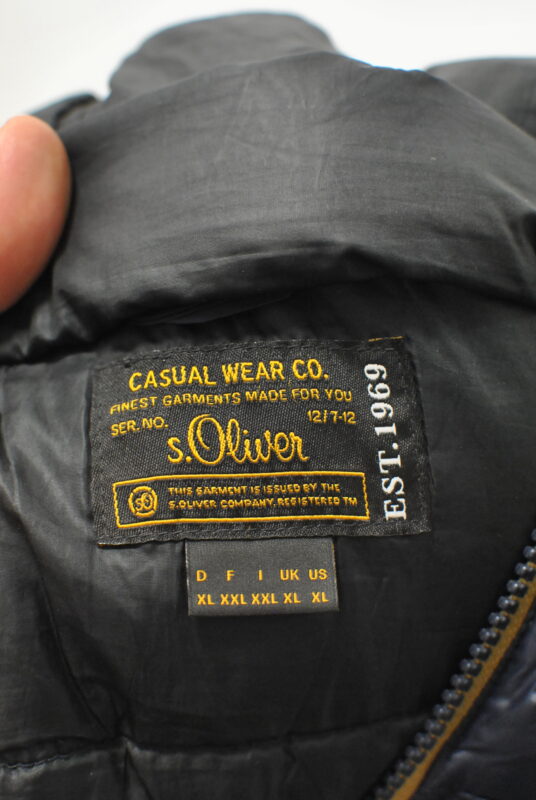 CASUAL WEAR CO.
FINEST GARMENTS MADE FOR YOU
SER. NO. 12/7-12
s.Oliver
sO
THIS GARMENT IS ISSUED BY THE
S.OLIVER COMPANY. REGISTERED TM
EST. 1969
D F I UK US
XL XXL XXL XL XL